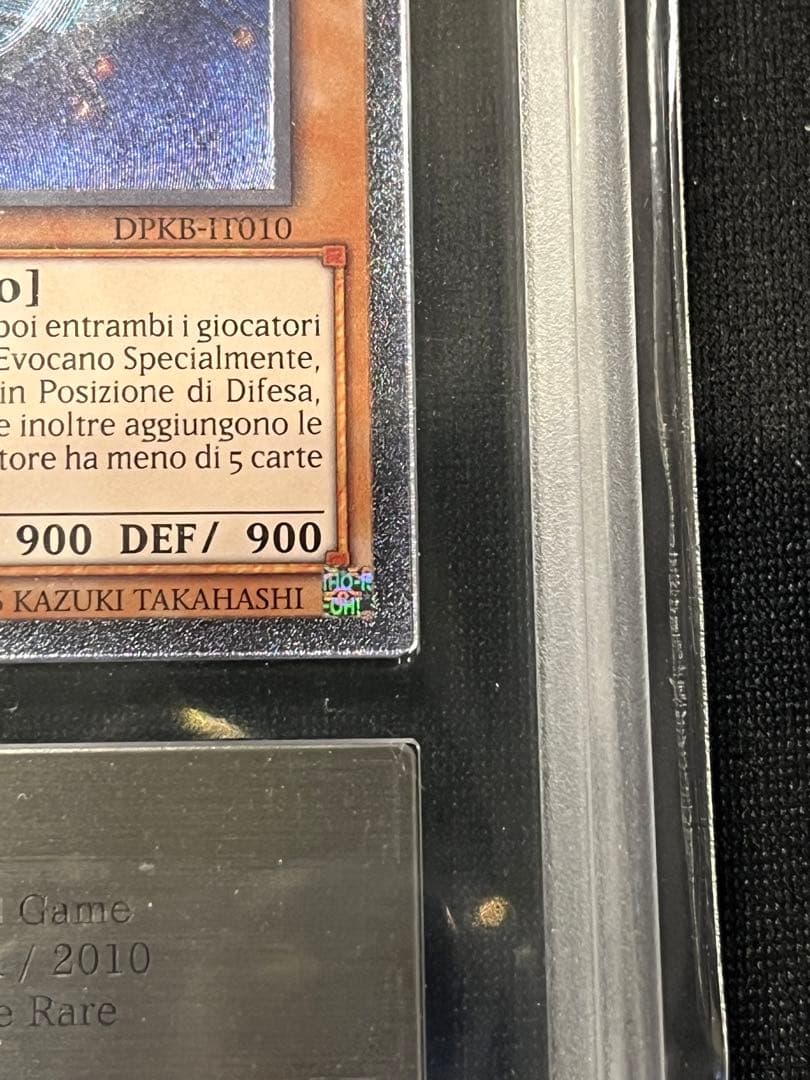 DPKB-IT010
o]
poi entrambi i giocatori
Evocano Specialmente,
in Posizione di Difesa,
e inoltre aggiungono le
tore ha meno di 5 carte
900 DEF/ 900
KAZUKI TAKAHASHI
OH!
Game
/ 2010
e Rare